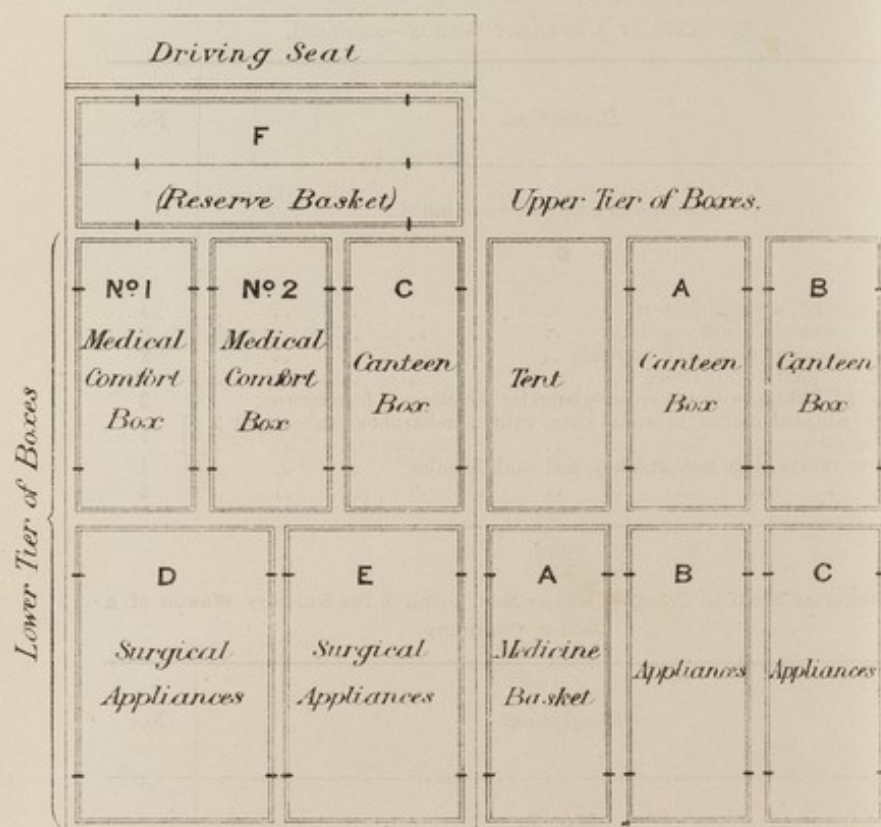 Driving Seat
F
(Reserve Basket)
Upper Tier of Boxes.
Lower Tier of Boxes
No 1
Medical
Comfort
Box
No 2
Medical
Comfort
Box
C
Canteen
Box
Tent
A
Canteen
Box
B
Canteen
Box
D
Surgical
Appliances
E
Surgical
Appliances
A
Medicine
Basket
B
Appliances
C
Appliances